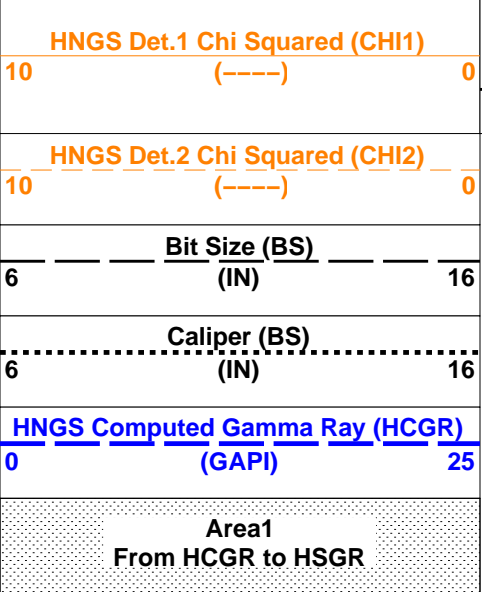 HNGS Det.1 Chi Squared (CHI1)
10 (----) 0
HNGS Det.2 Chi Squared (CHI2)
10 (----) 0
Bit Size (BS)
6 (IN) 16
Caliper (BS)
6 (IN) 16
HNGS Computed Gamma Ray (HCGR)
0 (GAPI) 25
Area1
From HCGR to HSGR